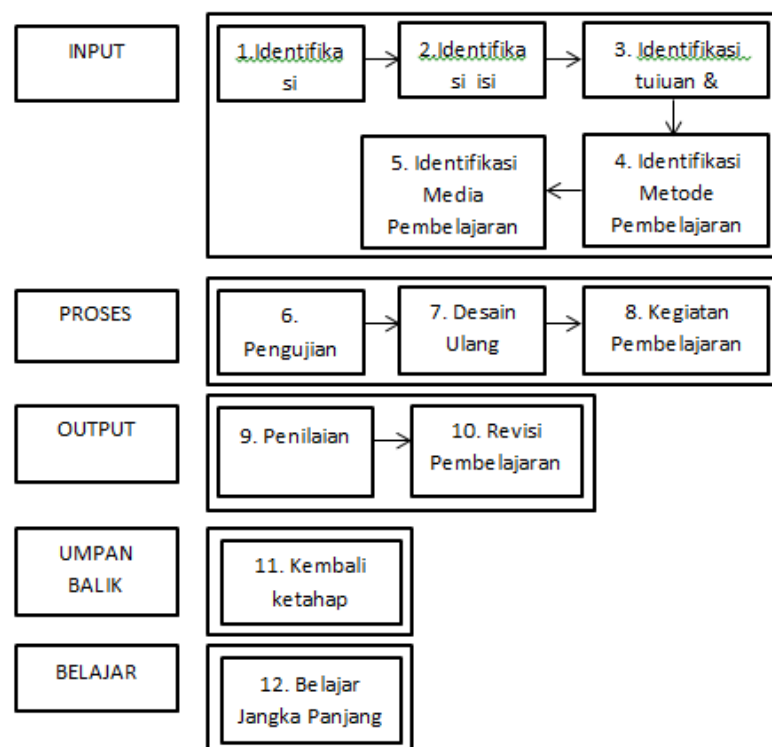 INPUT
1.Identifika
si
2.Identifika
si isi
3. Identifikasi
tujuan &
5. Identifikasi
Media
Pembelajaran
4. Identifikasi
Metode
Pembelajaran
PROSES
6.
Pengujian
7. Desain
Ulang
8. Kegiatan
Pembelajaran
OUTPUT
9. Penilaian
10. Revisi
Pembelajaran
UMPAN
BALIK
11. Kembali
ketahap
BELAJAR
12. Belajar
Jangka Panjang